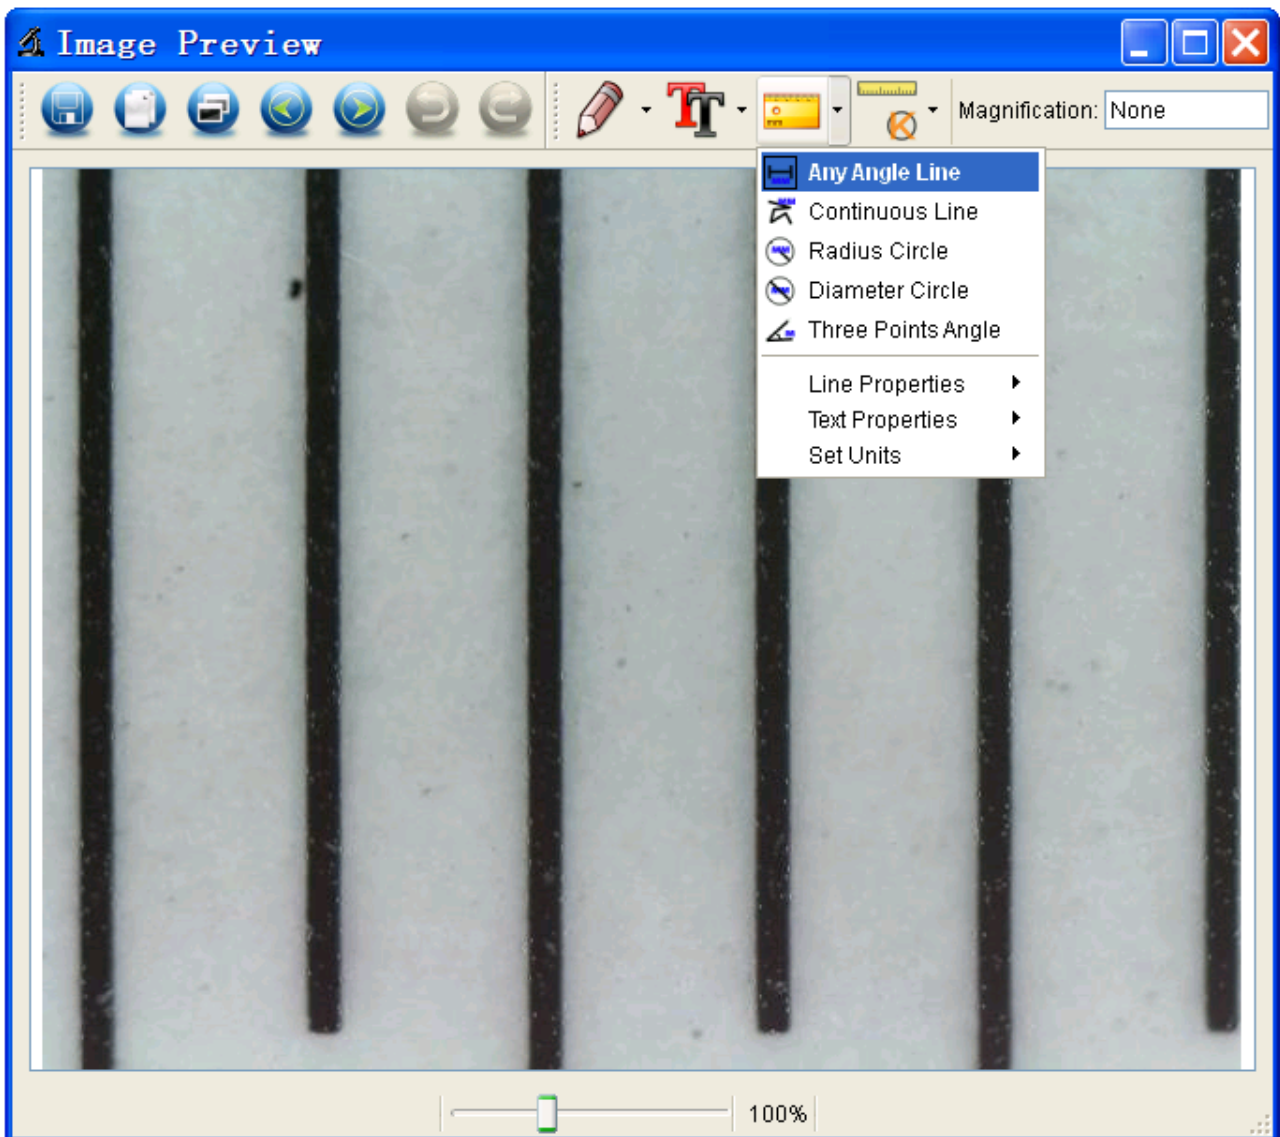 Image Preview
Magnification: None
Any Angle Line
Continuous Line
Radius Circle
Diameter Circle
Three Points Angle
Line Properties
Text Properties
Set Units
100%